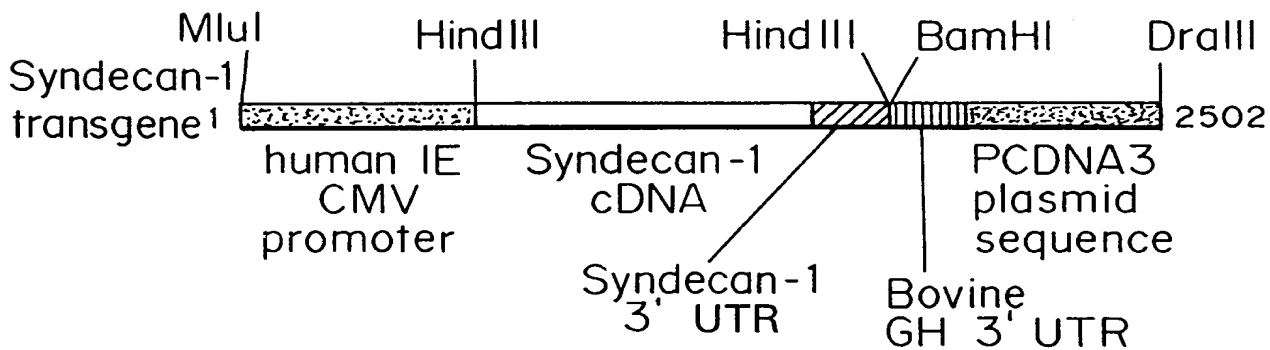 MluI
HindIII
HindIII
BamHI
DraIII
Syndecan-1
transgene 1
2502
human IE
CMV
promoter
Syndecan-1
cDNA
PCDNA3
plasmid
sequence
Syndecan-1
3' UTR
Bovine
GH 3' UTR